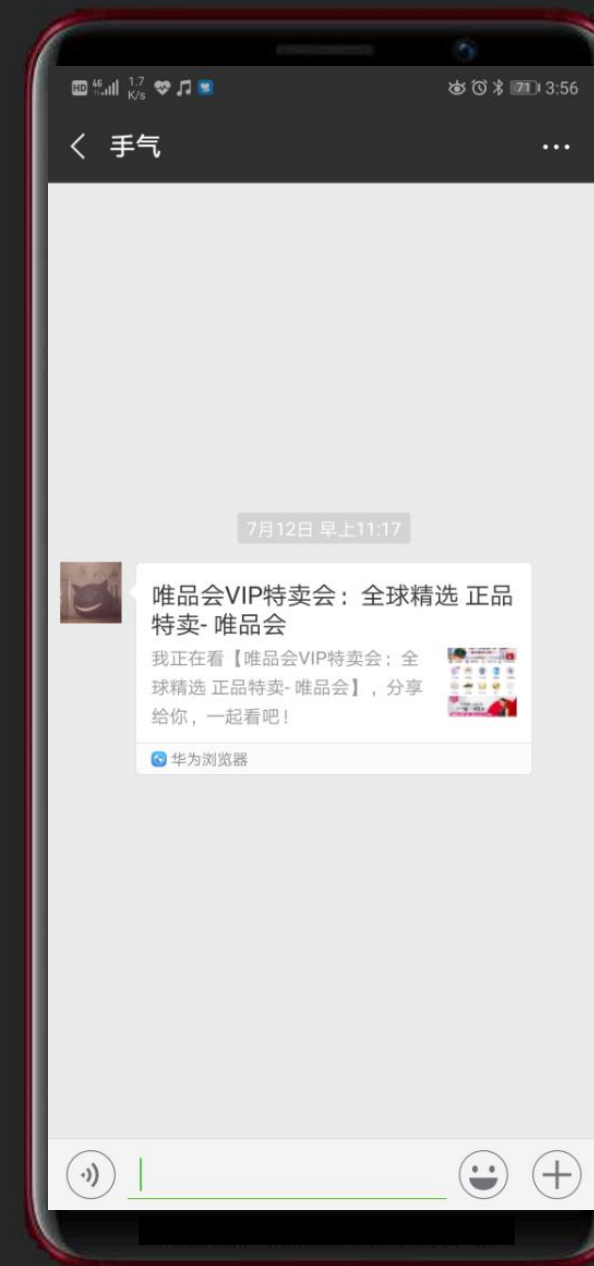 HD 46 1.7 K/s 71 3:56
手气
7月12日 早上11:17
唯品会VIP特卖会：全球精选 正品
特卖- 唯品会
我正在看【唯品会VIP特卖会：全
球精选 正品特卖- 唯品会】，分享
给你，一起看吧！
华为浏览器